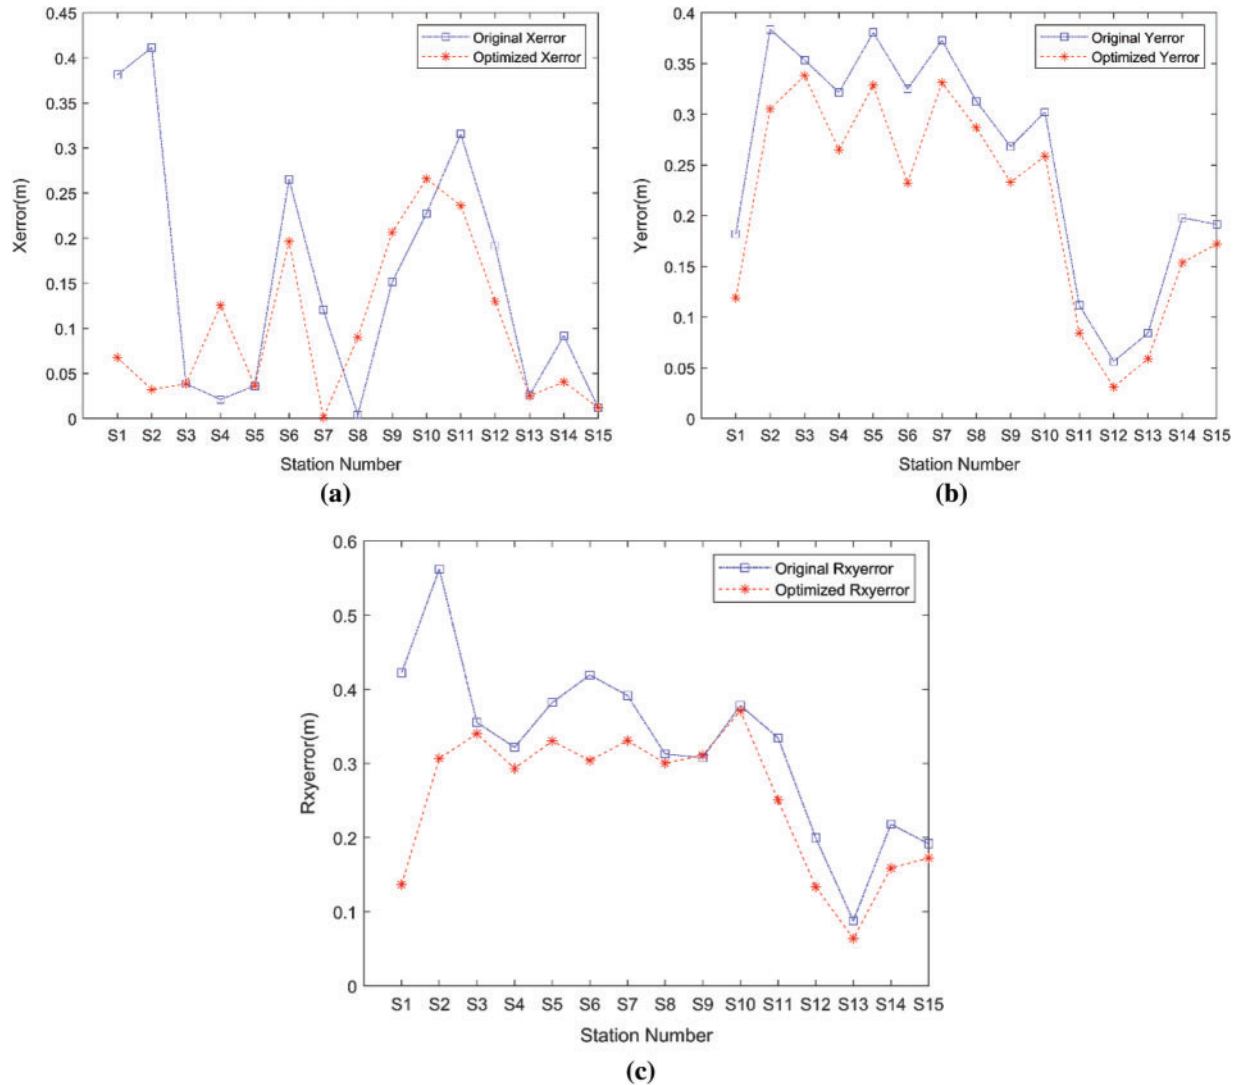 0.45
0.4
0.35
0.3
0.25
0.2
0.15
0.1
0.05
0
Xerror(m)
Original Xerror
Optimized Xerror
S1 S2 S3 S4 S5 S6 S7 S8 S9 S10 S11 S12 S13 S14 S15
Station Number
(a)
0.4
0.35
0.3
0.25
0.2
0.15
0.1
0.05
0
Yerror(m)
Original Yerror
Optimized Yerror
S1 S2 S3 S4 S5 S6 S7 S8 S9 S10 S11 S12 S13 S14 S15
Station Number
(b)
0.6
0.5
0.4
0.3
0.2
0.1
0
Rxyerror(m)
Original Rxyerror
Optimized Rxyerror
S1 S2 S3 S4 S5 S6 S7 S8 S9 S10 S11 S12 S13 S14 S15
Station Number
(c)